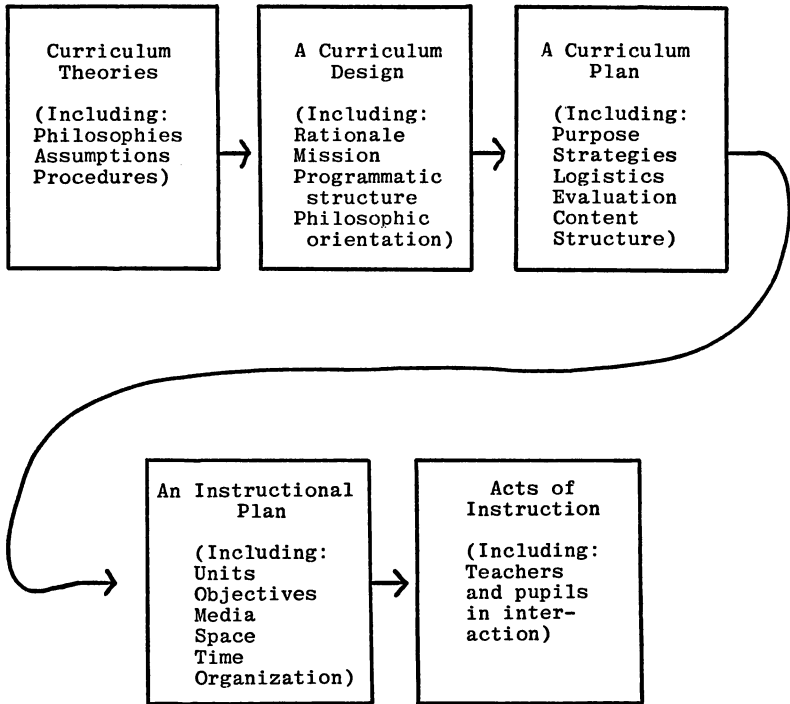 Curriculum
Theories
(Including:
Philosophies
Assumptions
Procedures)
A Curriculum
Design
(Including:
Rationale
Mission
Programmatic
structure
Philosophic
orientation)
A Curriculum
Plan
(Including:
Purpose
Strategies
Logistics
Evaluation
Content
Structure)
An Instructional
Plan
(Including:
Units
Objectives
Media
Space
Time
Organization)
Acts of
Instruction
(Including:
Teachers
and pupils
in inter-
action)